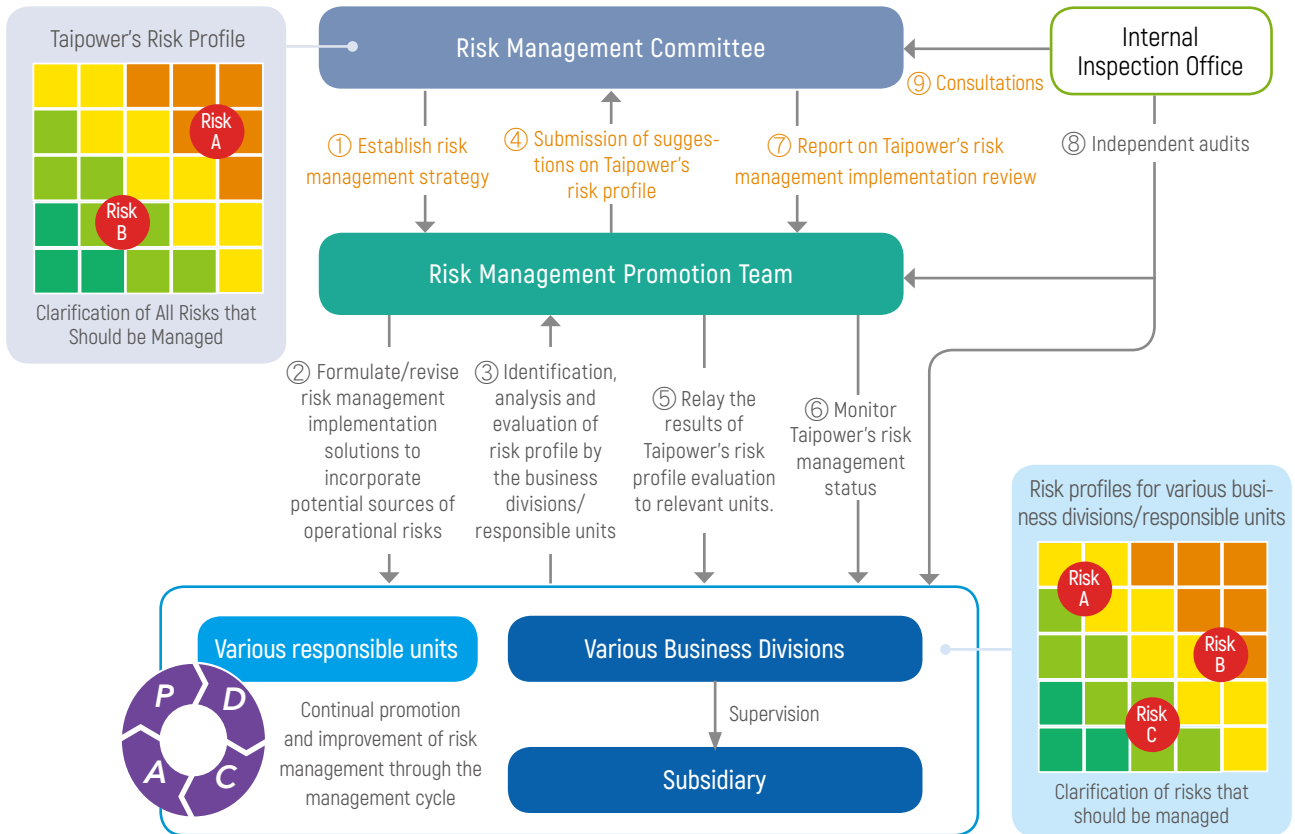 Taipower's Risk Profile
Risk
A
Risk
B
Clarification of All Risks that
Should be Managed
Risk Management Committee
Internal
Inspection Office
⑨ Consultations
① Establish risk
management strategy
④ Submission of sugges-
tions on Taipower's
risk profile
⑦ Report on Taipower's risk
management implementation review
⑧ Independent audits
Risk Management Promotion Team
② Formulate/revise
risk management
implementation
solutions to
incorporate
potential sources of
operational risks
③ Identification,
analysis and
evaluation of
risk profile by
the business
divisions/
responsible units
⑤ Relay the
results of
Taipower's risk
profile evaluation
to relevant units.
⑥ Monitor
Taipower's risk
management
status
Risk profiles for various busi-
ness divisions/responsible units
Risk
A
Risk
B
Risk
C
Clarification of risks that
should be managed
Various responsible units
P
D
A
C
Continual promotion
and improvement of risk
management through the
management cycle
Various Business Divisions
Supervision
Subsidiary